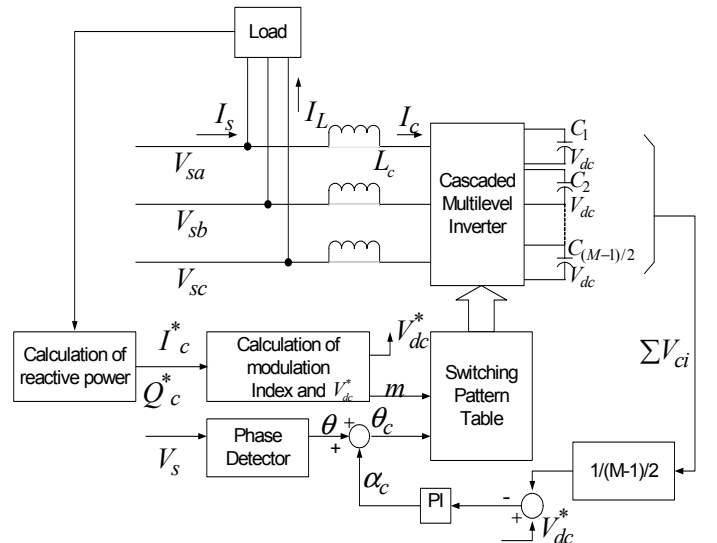 Load
I_s
I_L
I_c
C_1
V_sa
L_c
V_dc
Cascaded
Multilevel
Inverter
C_2
V_sb
V_dc
V_sc
C_(M−1)/2
V_dc
Calculation of
reactive power
I*_c
Q*_c
Calculation of
modulation
Index and V*_dc
V*_dc
m
Switching
Pattern
Table
∑V_ci
V_s
Phase
Detector
θ
+
+
θ_c
α_c
PI
-
+
V*_dc
1/(M-1)/2